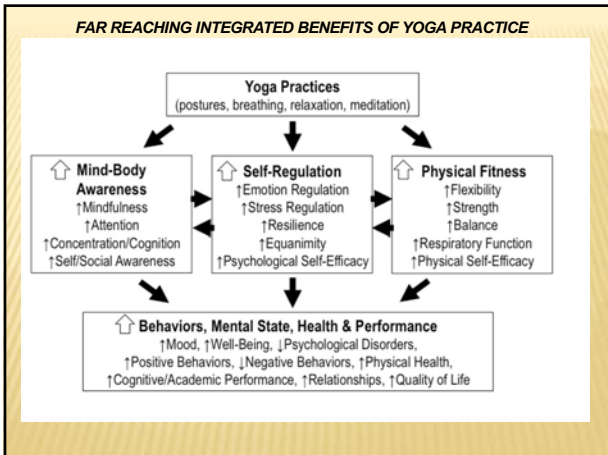 FAR REACHING INTEGRATED BENEFITS OF YOGA PRACTICE
Yoga Practices
(postures, breathing, relaxation, meditation)
Mind-Body
Awareness
↑Mindfulness
↑Attention
↑Concentration/Cognition
↑Self/Social Awareness
Self-Regulation
↑Emotion Regulation
↑Stress Regulation
↑Resilience
↑Equanimity
↑Psychological Self-Efficacy
Physical Fitness
↑Flexibility
↑Strength
↑Balance
↑Respiratory Function
↑Physical Self-Efficacy
Behaviors, Mental State, Health & Performance
↑Mood, ↑Well-Being, ↓Psychological Disorders,
↑Positive Behaviors, ↓Negative Behaviors, ↑Physical Health,
↑Cognitive/Academic Performance, ↑Relationships, ↑Quality of Life